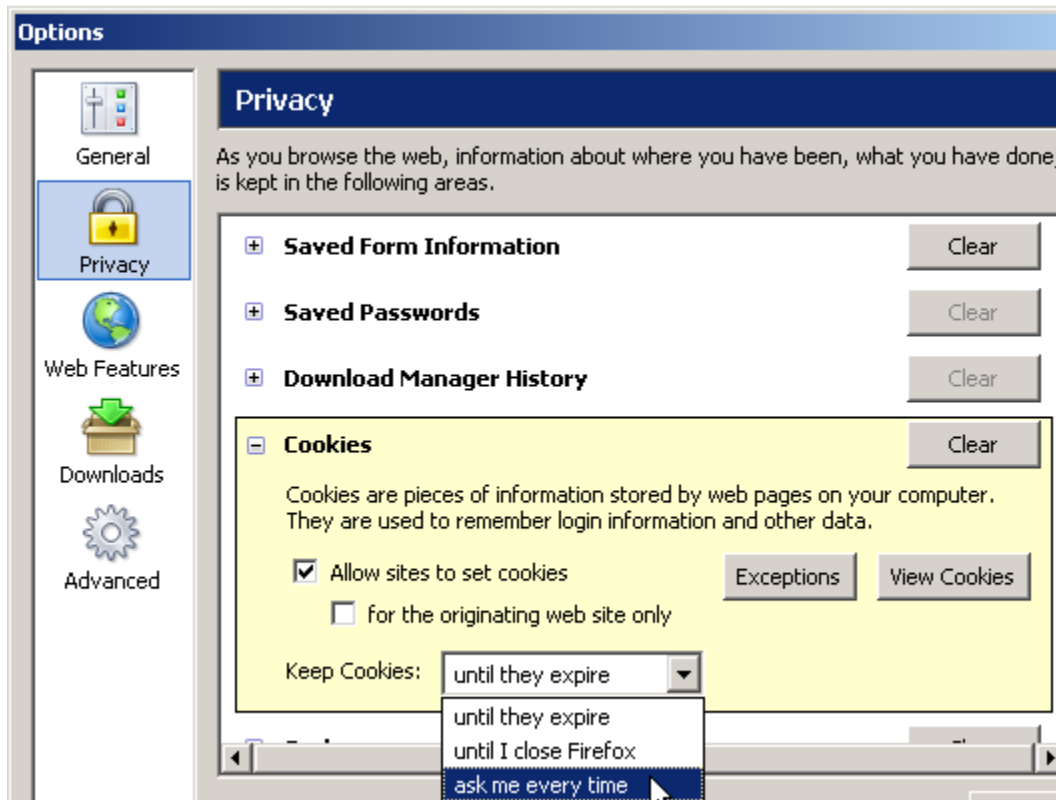 Options
General
Privacy
Web Features
Downloads
Advanced
Privacy
As you browse the web, information about where you have been, what you have done,
is kept in the following areas.
Saved Form Information Clear
Saved Passwords Clear
Download Manager History Clear
Cookies Clear
Cookies are pieces of information stored by web pages on your computer.
They are used to remember login information and other data.
Allow sites to set cookies Exceptions View Cookies
for the originating web site only
Keep Cookies: until they expire
until they expire
until I close Firefox
ask me every time